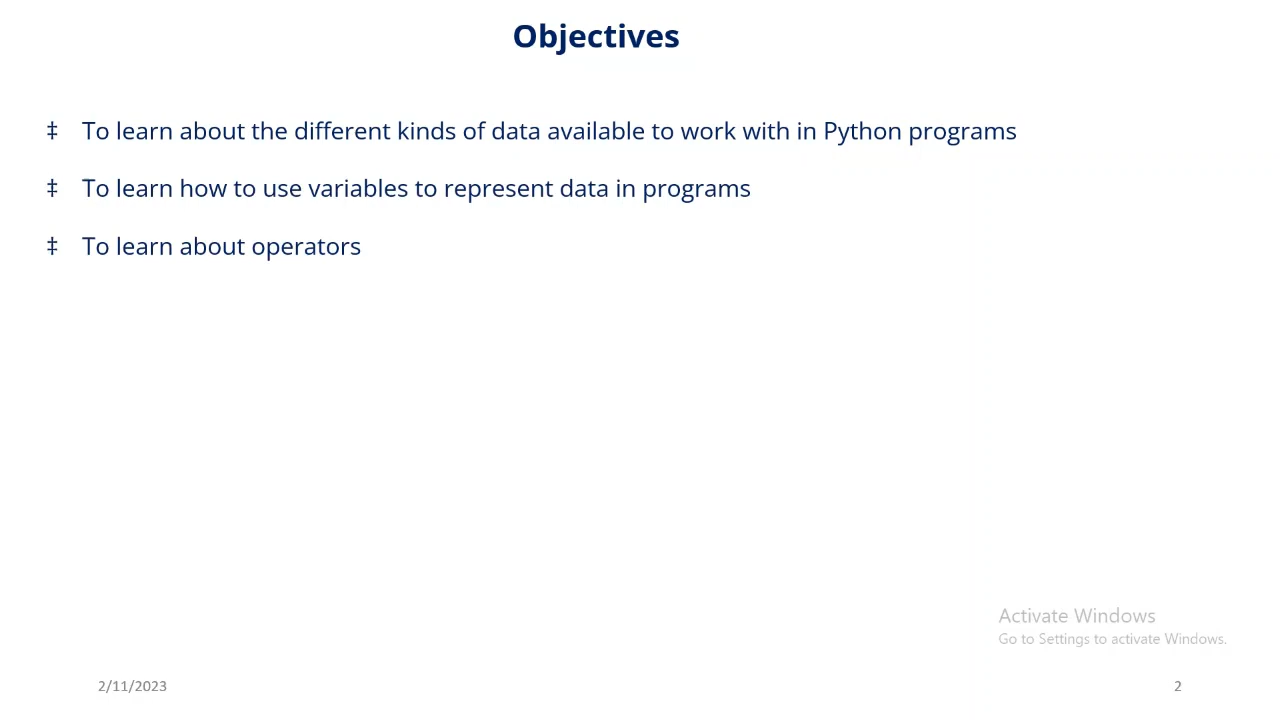 Objectives
‡ To learn about the different kinds of data available to work with in Python programs
‡ To learn how to use variables to represent data in programs
‡ To learn about operators
Activate Windows
Go to Settings to activate Windows.
2/11/2023
2